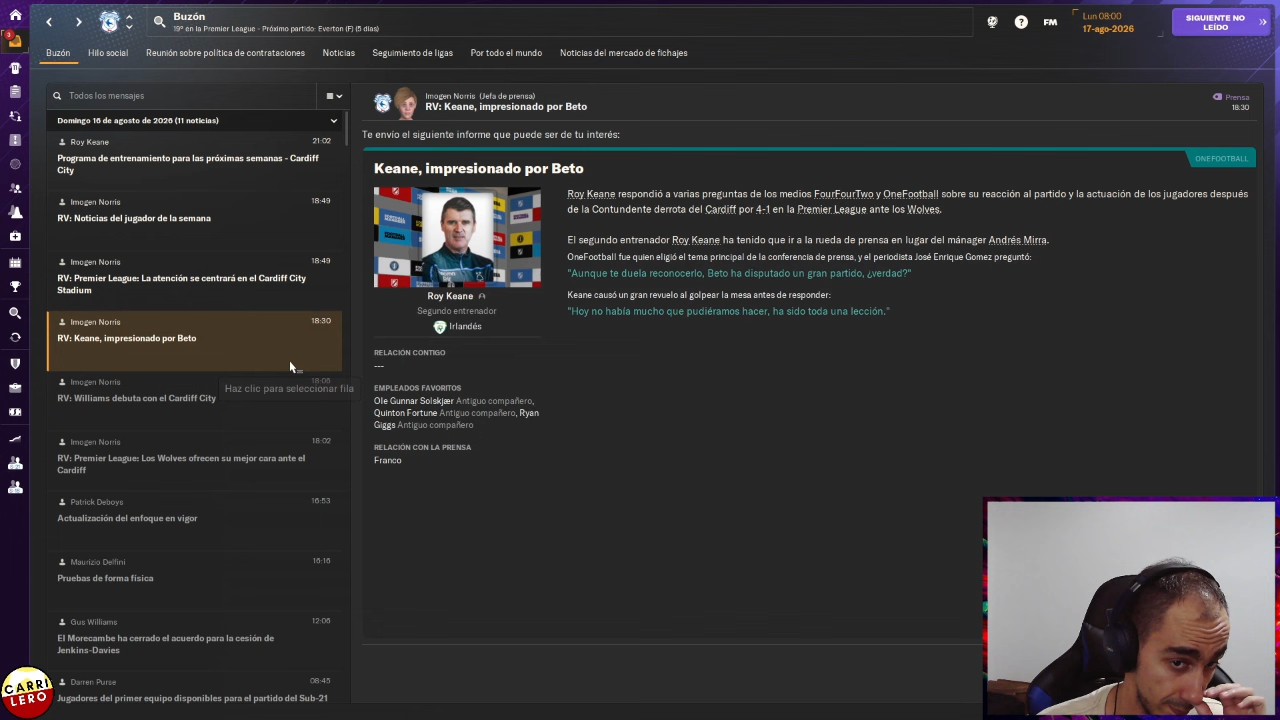 Buzón
19º en la Premier League - Próximo partido: Everton (F) (5 días)
FM
Lun 08:00
17-ago-2026
SIGUIENTE NO LEÍDO
3
Buzón
Hilo social
Reunión sobre política de contrataciones
Noticias
Seguimiento de ligas
Por todo el mundo
Noticias del mercado de fichajes
Todos los mensajes
Domingo 16 de agosto de 2026 (11 noticias)
Roy Keane 21:02
Programa de entrenamiento para las próximas semanas - Cardiff
City
Imogen Norris 18:49
RV: Noticias del jugador de la semana
Imogen Norris 18:49
RV: Premier League: La atención se centrará en el Cardiff City
Stadium
Imogen Norris 18:30
RV: Keane, impresionado por Beto
Imogen Norris 18:06
Haz clic para seleccionar fila
RV: Williams debuta con el Cardiff City
Imogen Norris 18:02
RV: Premier League: Los Wolves ofrecen su mejor cara ante el
Cardiff
Patrick Deboys 16:53
Actualización del enfoque en vigor
Maurizio Delfini 16:16
Pruebas de forma física
Gus Williams 12:06
El Morecambe ha cerrado el acuerdo para la cesión de
Jenkins-Davies
Darren Purse 08:45
Jugadores del primer equipo disponibles para el partido del Sub-21
Imogen Norris (Jefa de prensa)
RV: Keane, impresionado por Beto
Prensa
18:30
Te envío el siguiente informe que puede ser de tu interés:
ONEFOOTBALL
Keane, impresionado por Beto
Roy Keane respondió a varias preguntas de los medios FourFourTwo y OneFootball sobre su reacción al partido y la actuación de los jugadores después
de la Contundente derrota del Cardiff por 4-1 en la Premier League ante los Wolves.
El segundo entrenador Roy Keane ha tenido que ir a la rueda de prensa en lugar del mánager Andrés Mirra.
OneFootball fue quien eligió el tema principal de la conferencia de prensa, y el periodista José Enrique Gomez preguntó:
"Aunque te duela reconocerlo, Beto ha disputado un gran partido, ¿verdad?"
Keane causó un gran revuelo al golpear la mesa antes de responder:
"Hoy no había mucho que pudiéramos hacer, ha sido toda una lección."
Roy Keane
Segundo entrenador
Irlandés
RELACIÓN CONTIGO
---
EMPLEADOS FAVORITOS
Ole Gunnar Solskjær Antiguo compañero,
Quinton Fortune Antiguo compañero, Ryan
Giggs Antiguo compañero
RELACIÓN CON LA PRENSA
Franco
CARRI
LERO